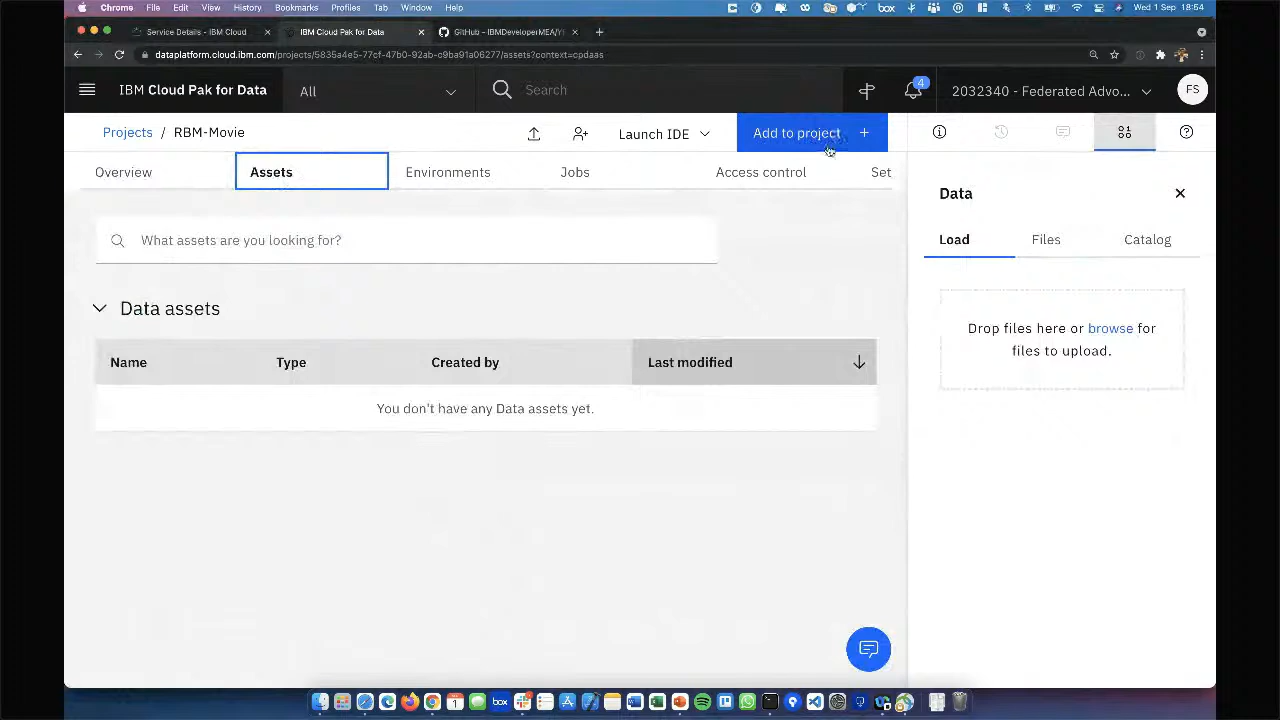 Chrome File Edit View History Bookmarks Profiles Tab Window Help box Wed 1 Sep 18:54
Service Details - IBM Cloud IBM Cloud Pak for Data GitHub - IBMDeveloperMEA/Y
dataplatform.cloud.ibm.com/projects/5835a4e5-77cf-47b0-92ab-c9ba91a06277/assets?context=cpdaas
IBM Cloud Pak for Data All Search 4 2032340 - Federated Advo... FS
Projects / RBM-Movie Launch IDE Add to project +
Overview Assets Environments Jobs Access control Set
Data
What assets are you looking for?
Load Files Catalog
Data assets
Drop files here or browse for
files to upload.
Name Type Created by Last modified
You don't have any Data assets yet.
box